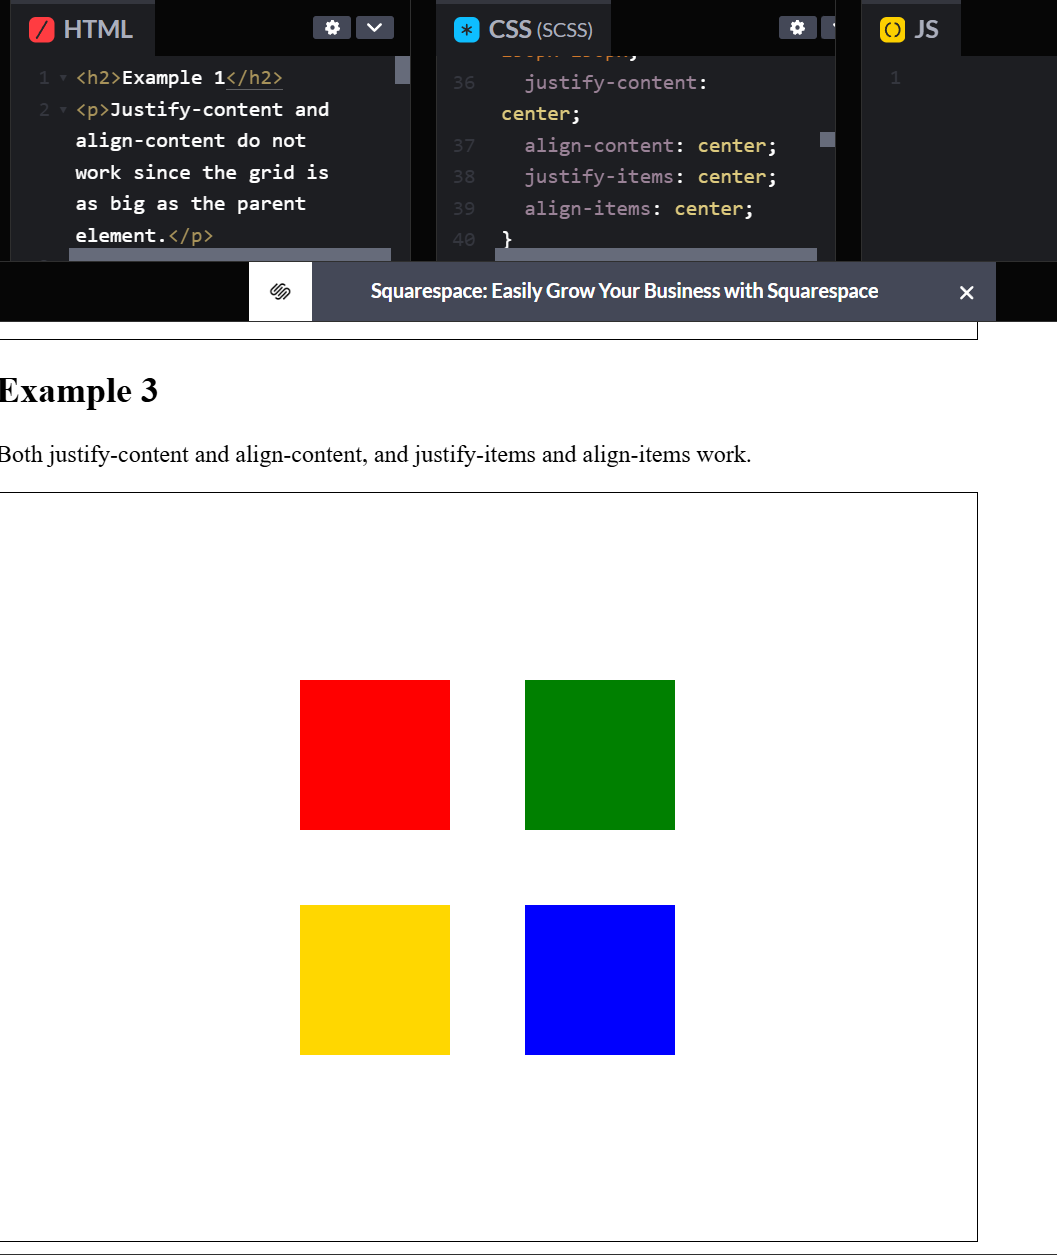 HTML
CSS (SCSS)
JS
1 <h2>Example 1</h2>
2 <p>Justify-content and
align-content do not
work since the grid is
as big as the parent
element.</p>
36 justify-content:
center;
37 align-content: center;
38 justify-items: center;
39 align-items: center;
40 }
1
Squarespace: Easily Grow Your Business with Squarespace
Example 3
Both justify-content and align-content, and justify-items and align-items work.